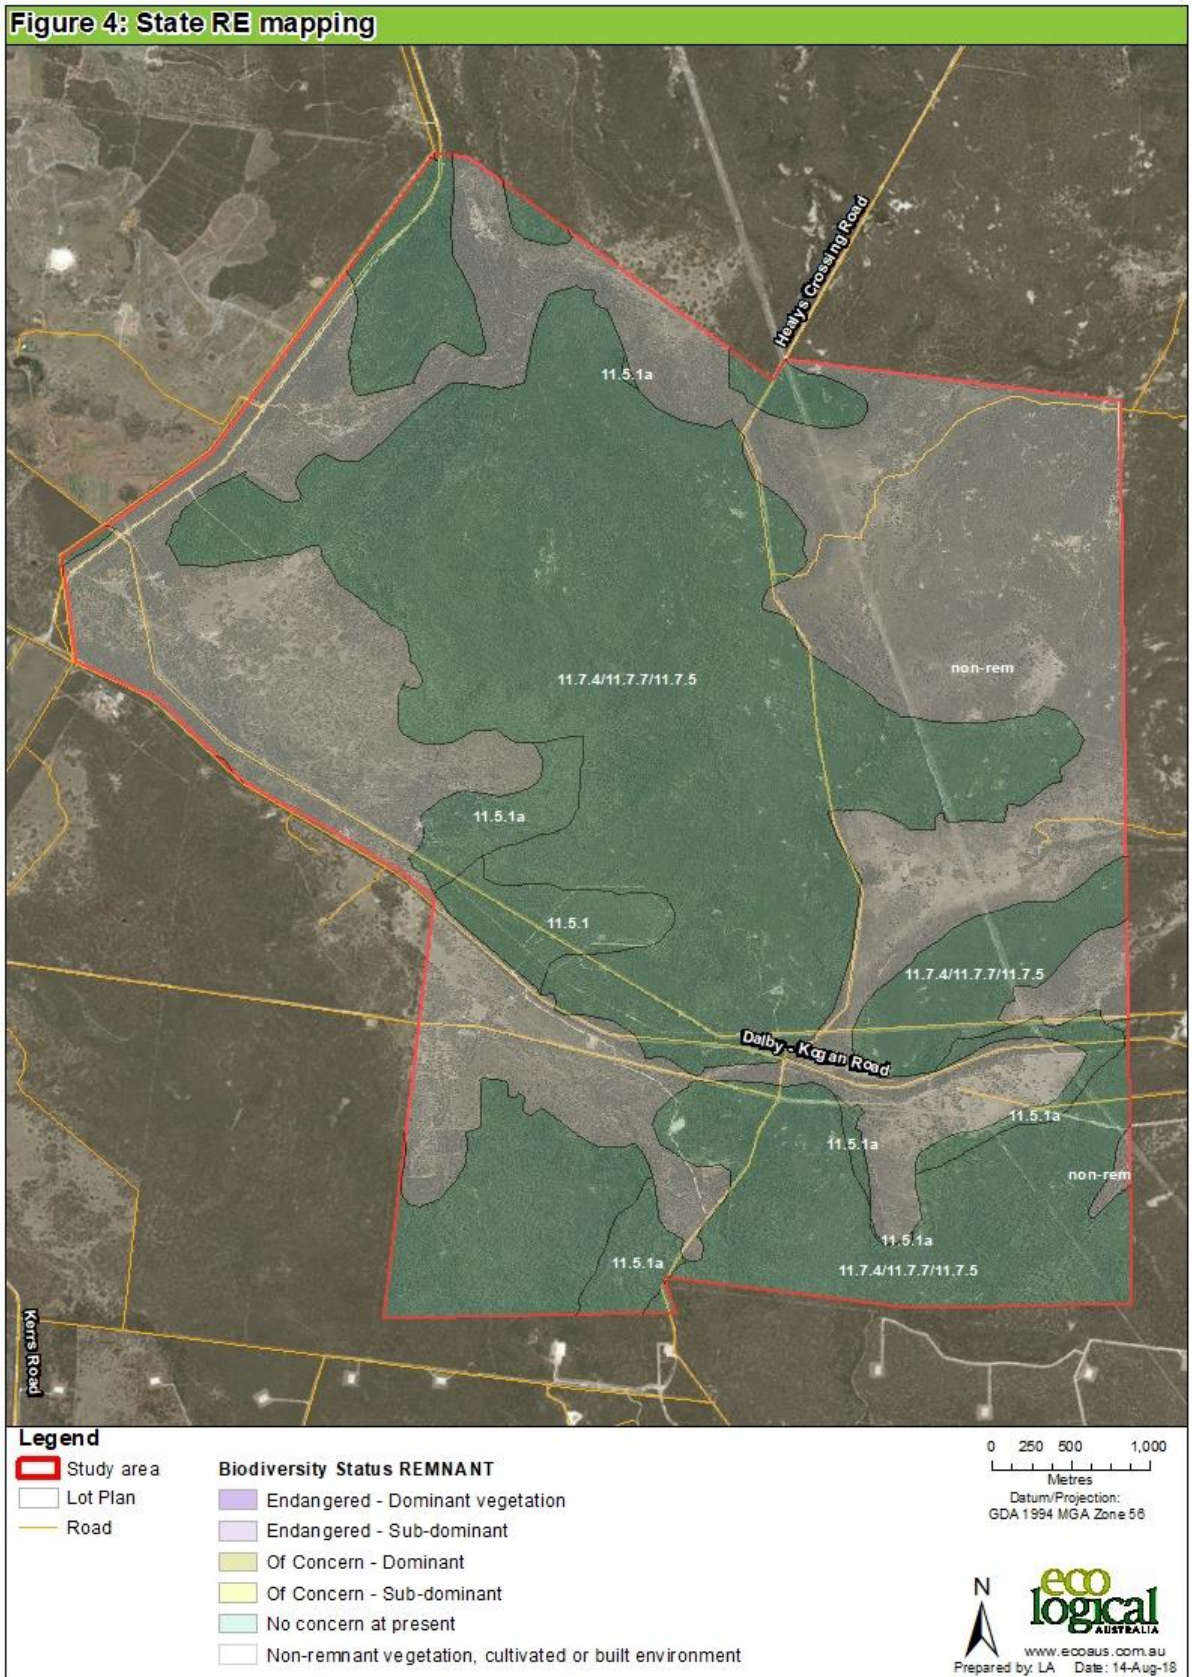 Figure 4: State RE mapping
Healys Crossing Road
11.5.1a
non-rem
11.7.4/11.7.7/11.7.5
11.5.1a
11.5.1
11.7.4/11.7.7/11.7.5
Dalby - Kogan Road
11.5.1a
11.5.1a
non-rem
11.5.1a
11.5.1a
11.7.4/11.7.7/11.7.5
Kerrs Road
Legend
Study area
Lot Plan
Road
Biodiversity Status REMNANT
Endangered - Dominant vegetation
Endangered - Sub-dominant
Of Concern - Dominant
Of Concern - Sub-dominant
No concern at present
Non-remnant vegetation, cultivated or built environment
0 250 500 1,000
Metres
Datum/Projection:
GDA 1994 MGA Zone 56
N
eco
logical
AUSTRALIA
www.ecoaus.com.au
Prepared by: LA Date: 14-Aug-18